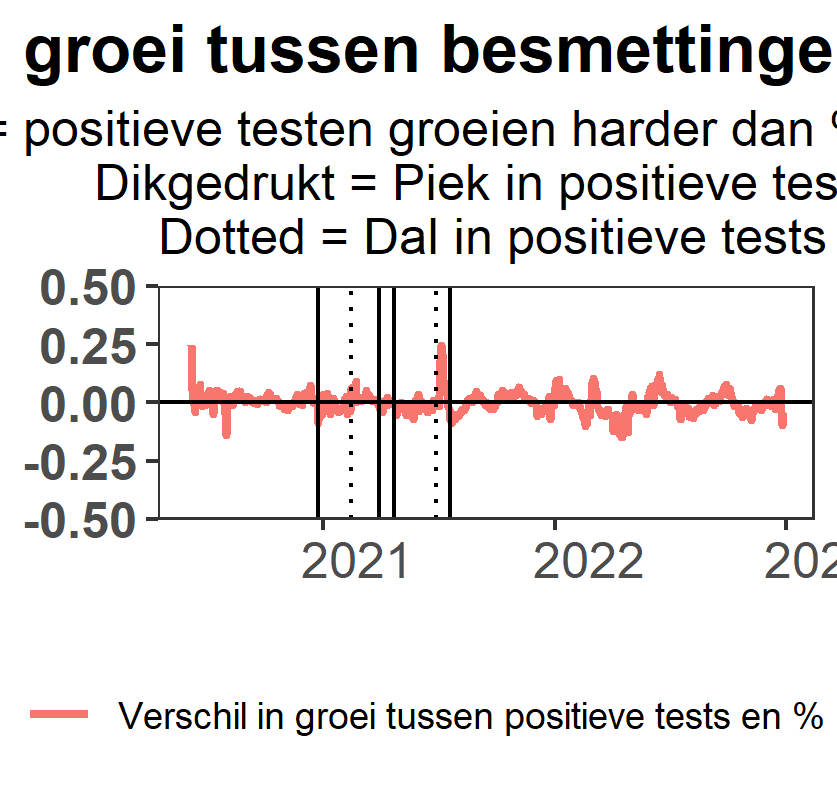 groei tussen besmettinge
= positieve testen groeien harder dan
Dikgedrukt = Piek in positieve tes
Dotted = Dal in positieve tests
0.50
0.25
0.00
-0.25
-0.50
2021
2022
202
Verschil in groei tussen positieve tests en %